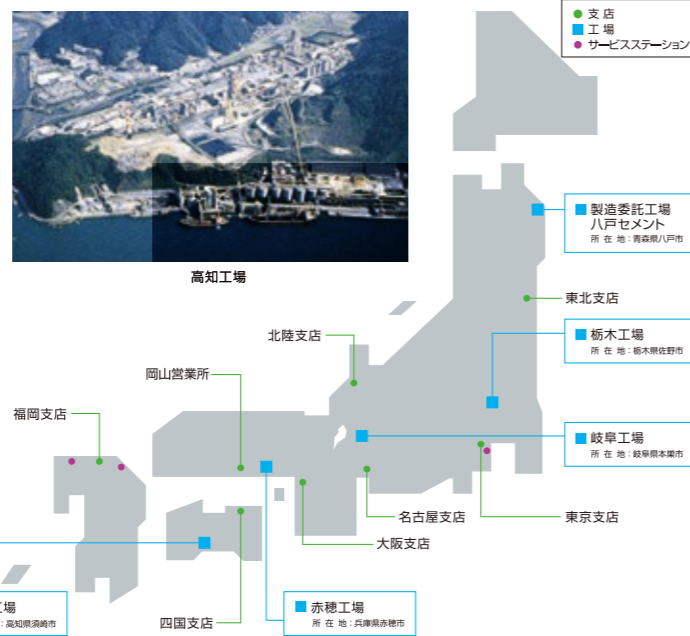 支店
工場
サービスステーション
高知工場
製造委託工場
八戸セメント
所在地：青森県八戸市
東北支店
北陸支店
栃木工場
所在地：栃木県佐野市
岡山営業所
福岡支店
岐阜工場
所在地：岐阜県本巣市
名古屋支店
東京支店
大阪支店
工場
：高知県須崎市
四国支店
赤穂工場
所在地：兵庫県赤穂市